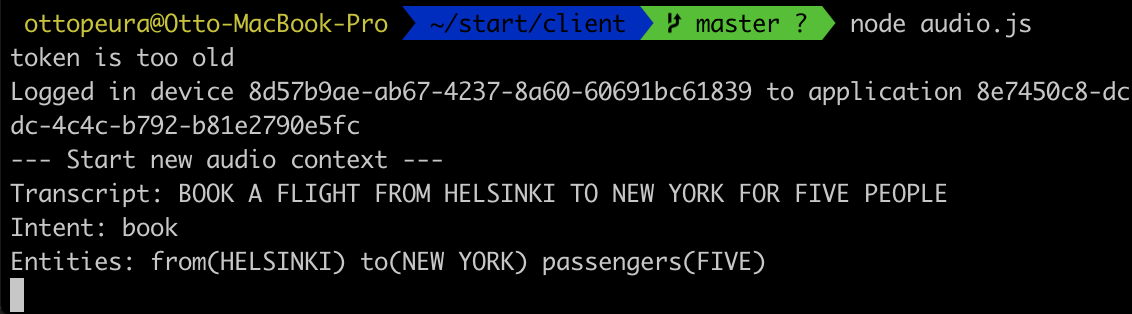 ottopeura@Otto-MacBook-Pro ~/start/client master ? node audio.js
token is too old
Logged in device 8d57b9ae-ab67-4237-8a60-60691bc61839 to application 8e7450c8-dc
dc-4c4c-b792-b81e2790e5fc
--- Start new audio context ---
Transcript: BOOK A FLIGHT FROM HELSINKI TO NEW YORK FOR FIVE PEOPLE
Intent: book
Entities: from(HELSINKI) to(NEW YORK) passengers(FIVE)